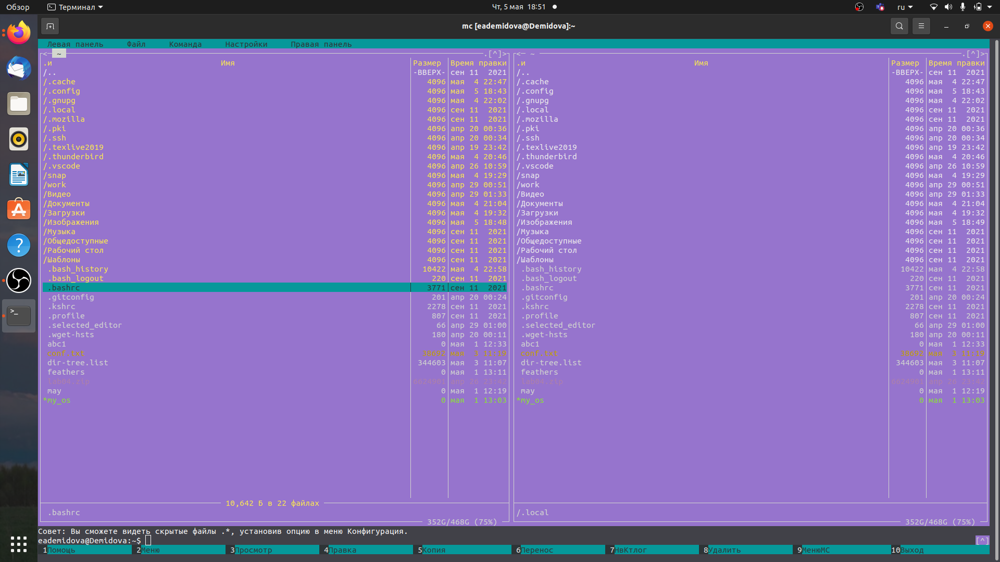 Обзор Терминал Чт, 5 мая 18:51 ru
mc [eademidova@Demidova]:~
Левая панель Файл Команда Настройки Правая панель
<─ ~ .[^]> <─ ~ .[^]>
.и Имя Размер Время правки .и Имя Размер Время правки
/.. -ВВЕРХ- сен 11 2021 /.. -ВВЕРХ- сен 11 2021
/.cache 4096 мая 4 22:47 /.cache 4096 мая 4 22:47
/.config 4096 мая 5 18:43 /.config 4096 мая 5 18:43
/.gnupg 4096 мая 4 22:02 /.gnupg 4096 мая 4 22:02
/.local 4096 сен 11 2021 /.local 4096 сен 11 2021
/.mozilla 4096 сен 11 2021 /.mozilla 4096 сен 11 2021
/.pki 4096 апр 20 00:36 /.pki 4096 апр 20 00:36
/.ssh 4096 апр 20 00:34 /.ssh 4096 апр 20 00:34
/.texlive2019 4096 апр 19 23:42 /.texlive2019 4096 апр 19 23:42
/.thunderbird 4096 мая 4 20:46 /.thunderbird 4096 мая 4 20:46
/.vscode 4096 апр 26 10:59 /.vscode 4096 апр 26 10:59
/snap 4096 мая 4 19:29 /snap 4096 мая 4 19:29
/work 4096 апр 29 00:51 /work 4096 апр 29 00:51
/Видео 4096 апр 29 01:33 /Видео 4096 апр 29 01:33
/Документы 4096 мая 4 21:04 /Документы 4096 мая 4 21:04
/Загрузки 4096 мая 4 19:32 /Загрузки 4096 мая 4 19:32
/Изображения 4096 мая 5 18:48 /Изображения 4096 мая 5 18:49
/Музыка 4096 сен 11 2021 /Музыка 4096 сен 11 2021
/Общедоступные 4096 сен 11 2021 /Общедоступные 4096 сен 11 2021
/Рабочий стол 4096 сен 11 2021 /Рабочий стол 4096 сен 11 2021
/Шаблоны 4096 сен 11 2021 /Шаблоны 4096 сен 11 2021
.bash_history 10422 мая 4 22:58 .bash_history 10422 мая 4 22:58
.bash_logout 220 сен 11 2021 .bash_logout 220 сен 11 2021
.bashrc 3771 сен 11 2021 .bashrc 3771 сен 11 2021
.gitconfig 201 апр 20 00:24 .gitconfig 201 апр 20 00:24
.kshrc 2278 сен 11 2021 .kshrc 2278 сен 11 2021
.profile 807 сен 11 2021 .profile 807 сен 11 2021
.selected_editor 66 апр 29 01:00 .selected_editor 66 апр 29 01:00
.wget-hsts 180 апр 20 00:11 .wget-hsts 180 апр 20 00:11
abc1 0 мая 1 12:33 abc1 0 мая 1 12:33
conf.txt 38692 мая 3 11:19 conf.txt 38692 мая 3 11:19
dir-tree.list 344603 мая 3 11:07 dir-tree.list 344603 мая 3 11:07
feathers 0 мая 1 13:11 feathers 0 мая 1 13:11
lab04.zip 6624901 апр 26 23:42 lab04.zip 6624901 апр 26 23:42
may 0 мая 1 12:19 may 0 мая 1 12:19
*my_os 0 мая 1 13:03 *my_os 0 мая 1 13:03
10,642 Б в 22 файлах
.bashrc /.local
352G/468G (75%) 352G/468G (75%)
Совет: Вы сможете видеть скрытые файлы .*, установив опцию в меню Конфигурация.
eademidova@Demidova:~$ [^]
1Помощь 2Меню 3Просмотр 4Правка 5Копия 6Перенос 7НвКтлог 8Удалить 9МенюМС 10Выход